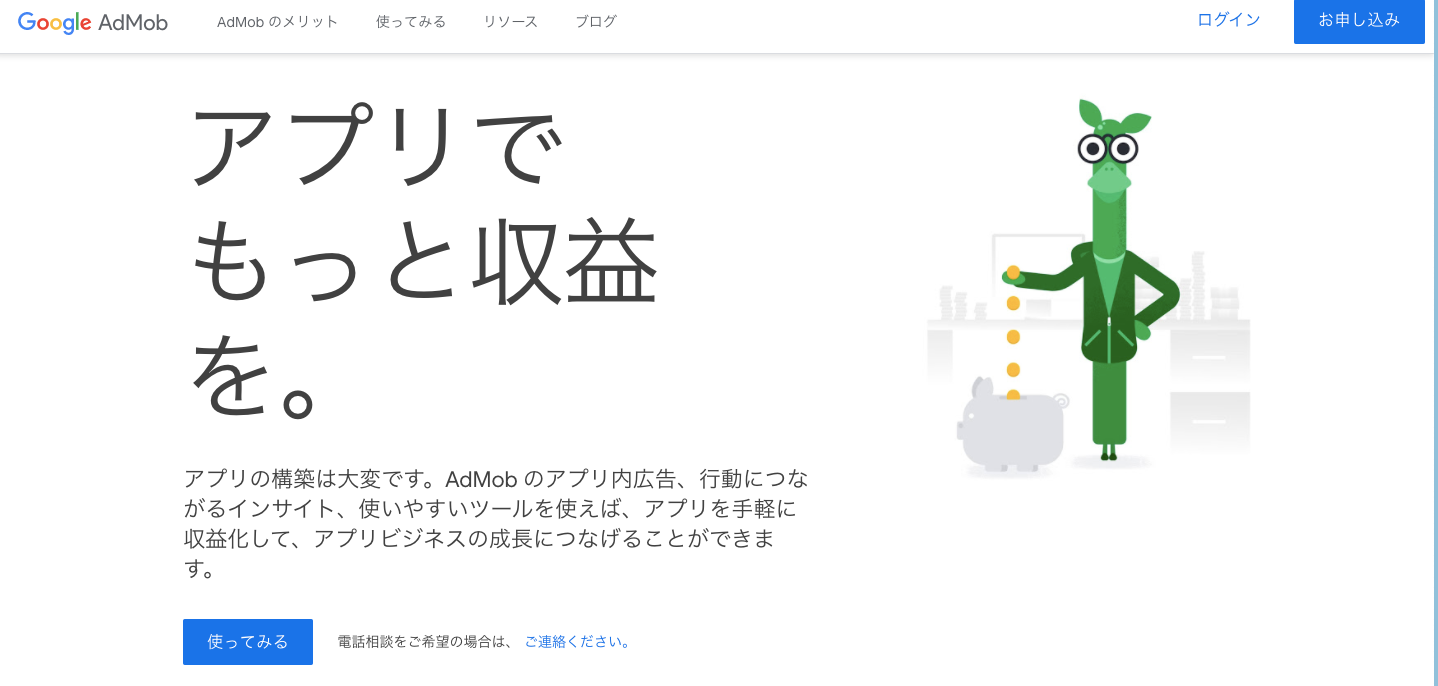 Google AdMob
AdMob のメリット
使ってみる
リソース
ブログ
ログイン
お申し込み
アプリで
もっと収益
を。
アプリの構築は大変です。AdMob のアプリ内広告、行動につな
がるインサイト、使いやすいツールを使えば、アプリを手軽に
収益化して、アプリビジネスの成長につなげることができま
す。
使ってみる
電話相談をご希望の場合は、 ご連絡ください。